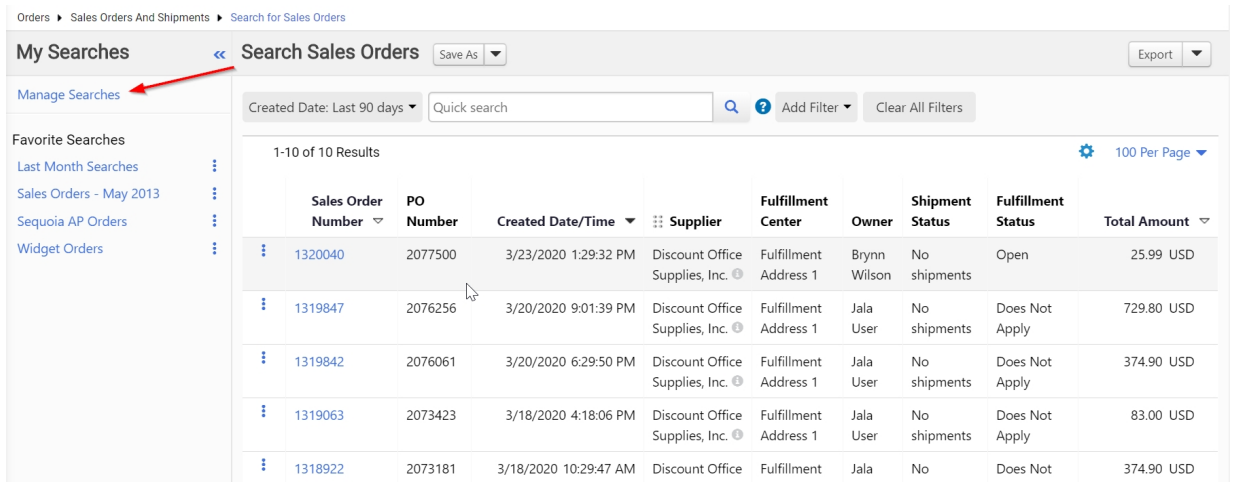 Orders ▸ Sales Orders And Shipments ▸ Search for Sales Orders
My Searches
Manage Searches
Favorite Searches
Last Month Searches
Sales Orders - May 2013
Sequoia AP Orders
Widget Orders
Search Sales Orders Save As Export
Created Date: Last 90 days Quick search Add Filter Clear All Filters
1-10 of 10 Results 100 Per Page
Sales Order PO Fulfillment Shipment Fulfillment
Number Number Created Date/Time Supplier Center Owner Status Status Total Amount
1320040 2077500 3/23/2020 1:29:32 PM Discount Office Fulfillment Brynn No Open 25.99 USD
Supplies, Inc. Address 1 Wilson shipments
1319847 2076256 3/20/2020 9:01:39 PM Discount Office Fulfillment Jala No Does Not 729.80 USD
Supplies, Inc. Address 1 User shipments Apply
1319842 2076061 3/20/2020 6:29:50 PM Discount Office Fulfillment Jala No Does Not 374.90 USD
Supplies, Inc. Address 1 User shipments Apply
1319063 2073423 3/18/2020 4:18:06 PM Discount Office Fulfillment Jala No Does Not 83.00 USD
Supplies, Inc. Address 1 User shipments Apply
1318922 2073181 3/18/2020 10:29:47 AM Discount Office Fulfillment Jala No Does Not 374.90 USD